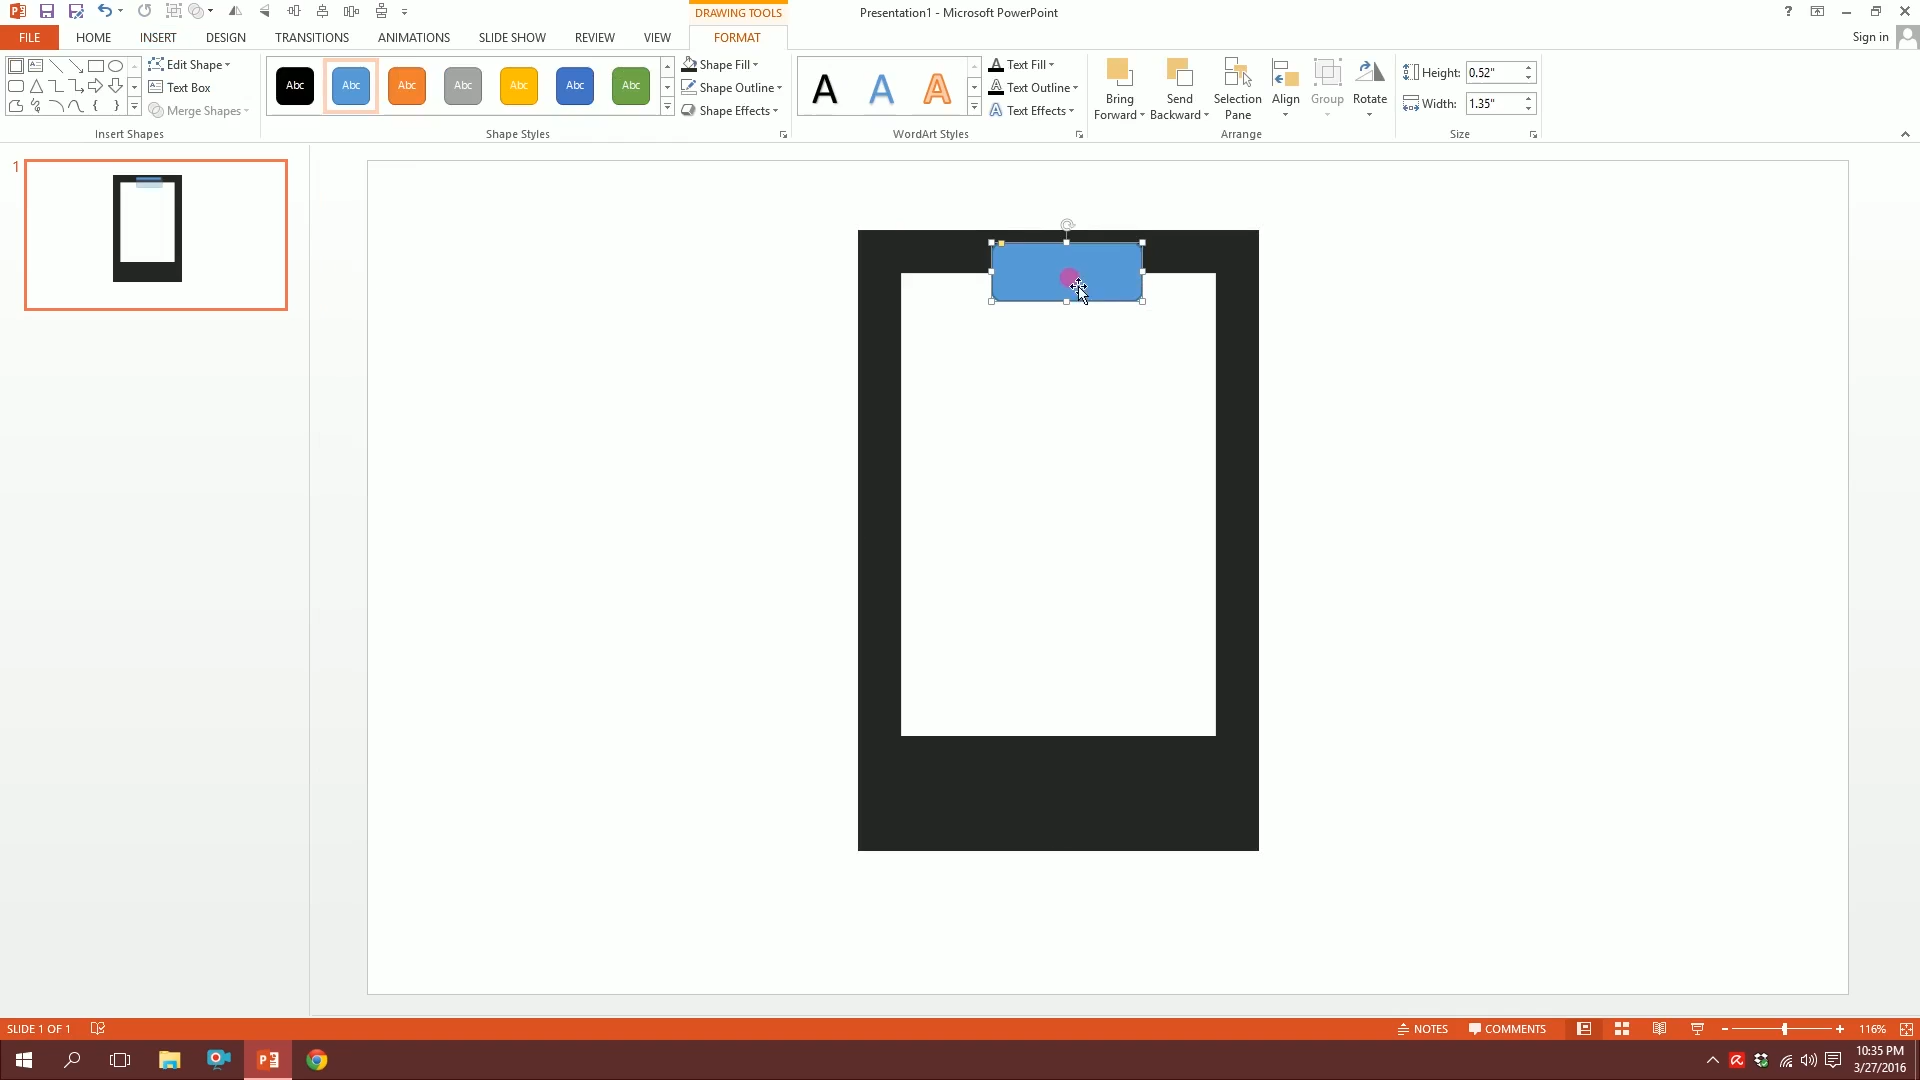 DRAWING TOOLS
Presentation1 - Microsoft PowerPoint
?
FILE HOME INSERT DESIGN TRANSITIONS ANIMATIONS SLIDE SHOW REVIEW VIEW FORMAT Sign in
Edit Shape
Text Box
Merge Shapes
Insert Shapes
Abc Abc Abc Abc Abc Abc Abc
Shape Fill
Shape Outline
Shape Effects
Shape Styles
A A A
Text Fill
Text Outline
Text Effects
WordArt Styles
Bring Forward
Send Backward
Selection Pane
Align
Group
Rotate
Arrange
Height: 0.52"
Width: 1.35"
Size
1
SLIDE 1 OF 1
NOTES COMMENTS 116%
10:35 PM
3/27/2016